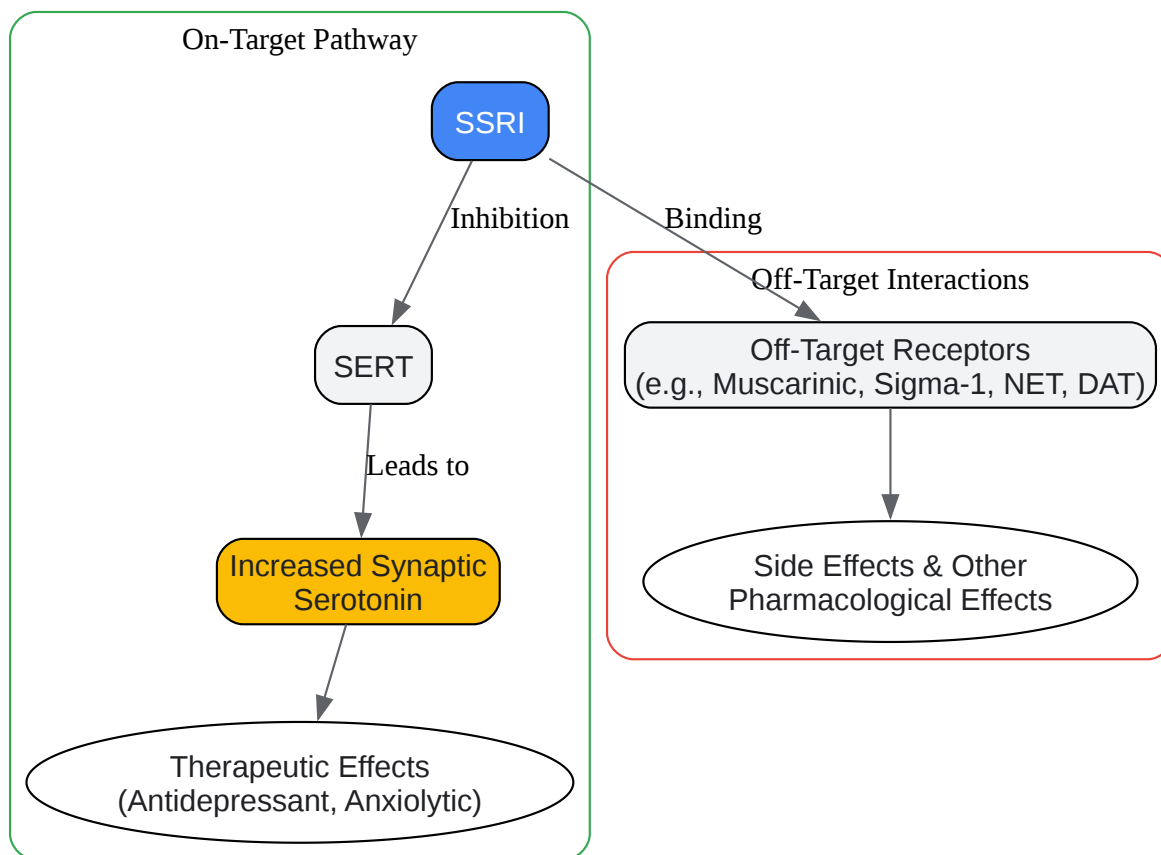 On-Target Pathway
SSRI
Inhibition
SERT
Leads to
Increased Synaptic
Serotonin
Therapeutic Effects
(Antidepressant, Anxiolytic)
Binding
Off-Target Interactions
Off-Target Receptors
(e.g., Muscarinic, Sigma-1, NET, DAT)
Side Effects & Other
Pharmacological Effects